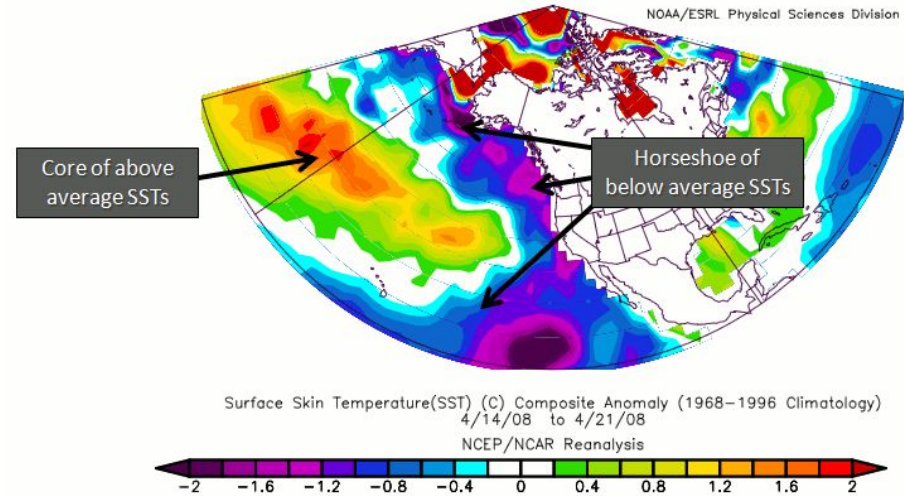 NOAA/ESRL Physical Sciences Division
Core of above
average SSTs
Horseshoe of
below average SSTs
Surface Skin Temperature(SST) (C) Composite Anomaly (1968-1996 Climatology)
4/14/08 to 4/21/08
NCEP/NCAR Reanalysis
-2 -1.6 -1.2 -0.8 -0.4 0 0.4 0.8 1.2 1.6 2